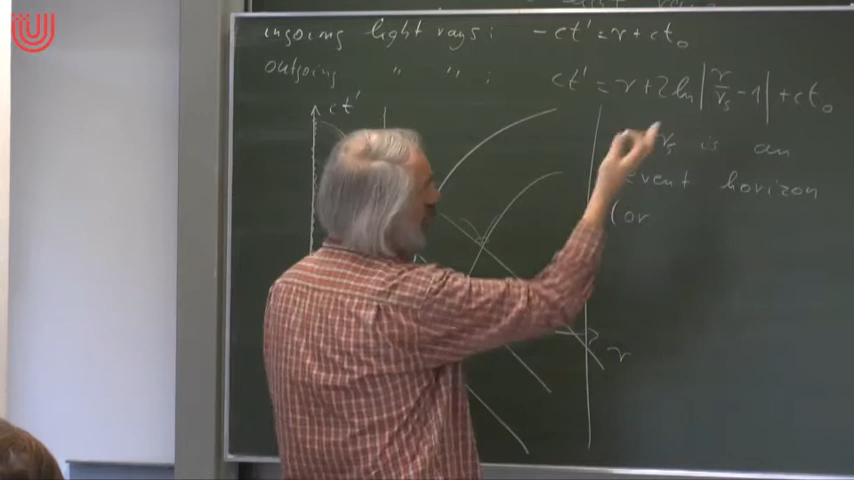 ingoing light rays: -ct' = r + ct₀
outgoing " " : ct' = r + 2 ln |r/rₛ - 1| + ct₀
ct'
rₛ is an
event horizon
(or
r